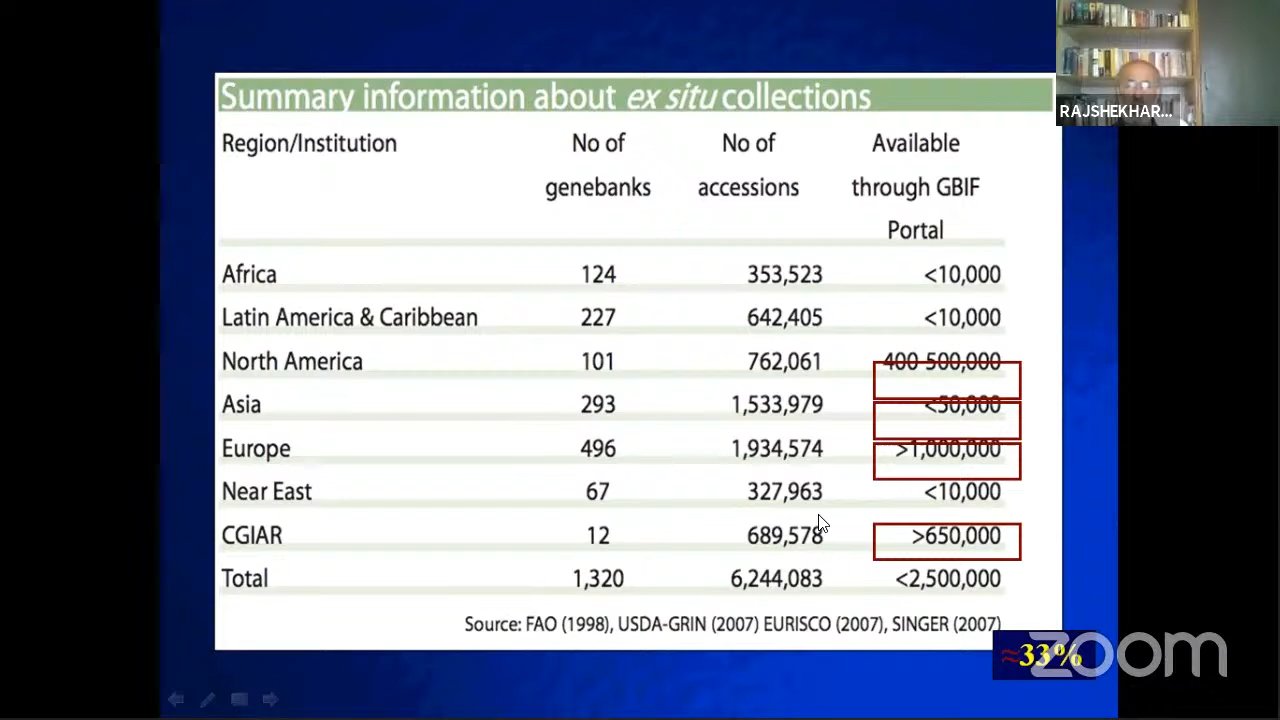 RAJSHEKHAR...
Summary information about ex situ collections
Region/Institution No of Available No of
genebanks accessions through GBIF
Portal
Africa 124 353,523 <10,000
Latin America & Caribbean 227 642,405 <10,000
North America 101 762,061 400-500,000
Asia 293 1,533,979 <50,000
Europe 496 1,934,574 >1,000,000
Near East 67 327,963 <10,000
CGIAR 12 689,578 >650,000
Total 1,320 6,244,083 <2,500,000
Source: FAO (1998), USDA-GRIN (2007) EURISCO (2007), SINGER (2007)
≈33%
zoom